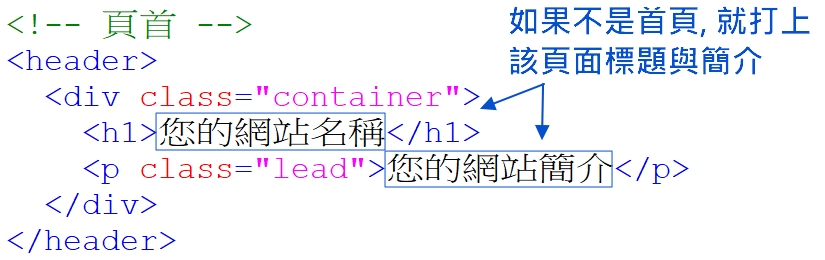 <!-- 頁首 -->
如果不是首頁, 就打上
該頁面標題與簡介
<header>
<div class="container">
<h1>您的網站名稱</h1>
<p class="lead">您的網站簡介</p>
</div>
</header>